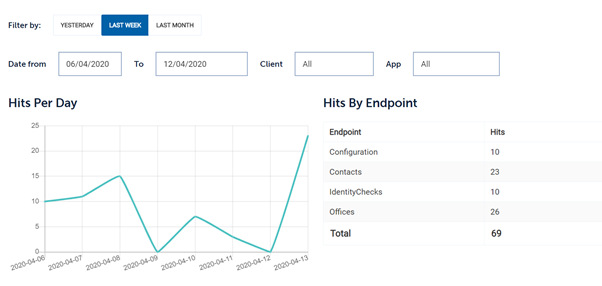 Filter by: YESTERDAY LAST WEEK LAST MONTH
Date from 06/04/2020 To 12/04/2020 Client All App All
Hits Per Day
25
20
15
10
5
0
2020-04-06 2020-04-07 2020-04-08 2020-04-09 2020-04-10 2020-04-11 2020-04-12 2020-04-13
Hits By Endpoint
Endpoint Hits
Configuration 10
Contacts 23
IdentityChecks 10
Offices 26
Total 69